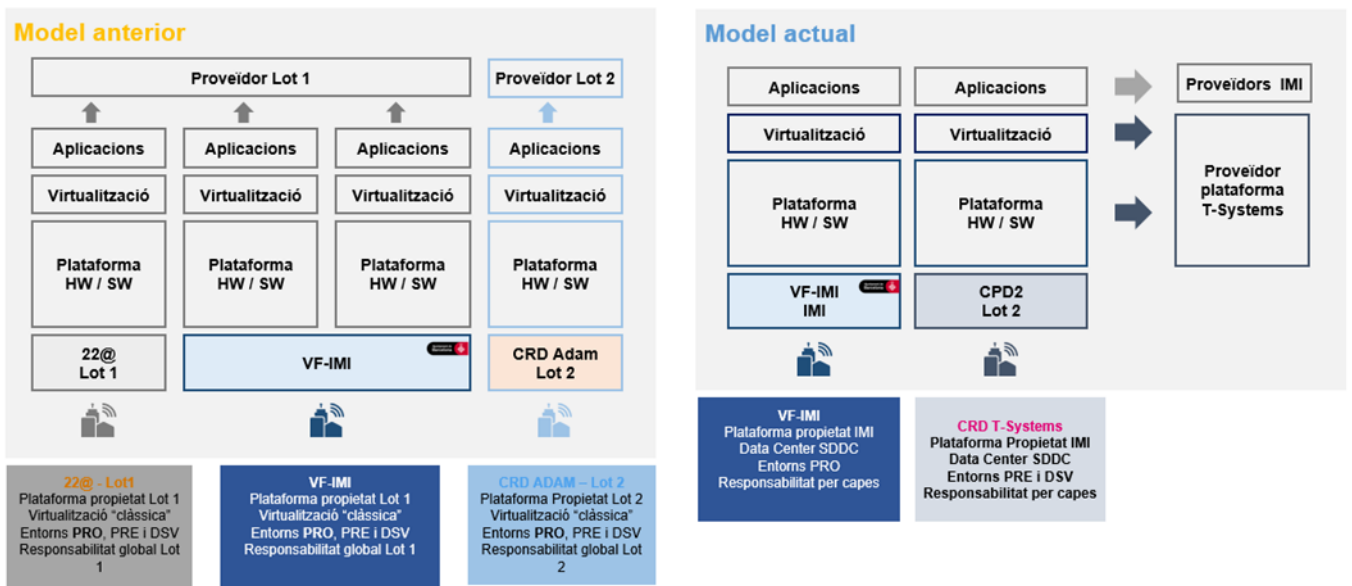 Model anterior
Proveïdor Lot 1
Proveïdor Lot 2
Aplicacions
Aplicacions
Aplicacions
Aplicacions
Virtualització
Virtualització
Virtualització
Virtualització
Plataforma
HW / SW
Plataforma
HW / SW
Plataforma
HW / SW
Plataforma
HW / SW
22@
Lot 1
VF-IMI
CRD Adam
Lot 2
22@ - Lot1
Plataforma propietat Lot 1
Virtualització “clàssica”
Entorns PRO, PRE i DSV
Responsabilitat global Lot
1
VF-IMI
Plataforma propietat Lot 1
Virtualització “clàssica”
Entorns PRO, PRE i DSV
Responsabilitat global Lot 1
CRD ADAM – Lot 2
Plataforma Propietat Lot 2
Virtualització “clàssica”
Entorns PRO, PRE i DSV
Responsabilitat global Lot
2
Model actual
Aplicacions
Aplicacions
Proveïdors IMI
Virtualització
Virtualització
Plataforma
HW / SW
Plataforma
HW / SW
Proveïdor
plataforma
T-Systems
VF-IMI
IMI
CPD2
Lot 2
VF-IMI
Plataforma propietat IMI
Data Center SDDC
Entorns PRO
Responsabilitat per capes
CRD T-Systems
Plataforma Propietat IMI
Data Center SDDC
Entorns PRE i DSV
Responsabilitat per capes